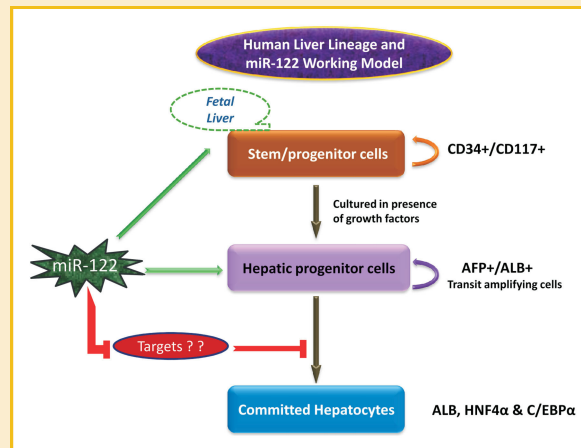 Human Liver Lineage and
miR-122 Working Model
Fetal
Liver
Stem/progenitor cells
CD34+/CD117+
Cultured in presence
of growth factors
miR-122
Hepatic progenitor cells
AFP+/ALB+
Transit amplifying cells
Targets ? ?
Committed Hepatocytes
ALB, HNF4α & C/EBPα